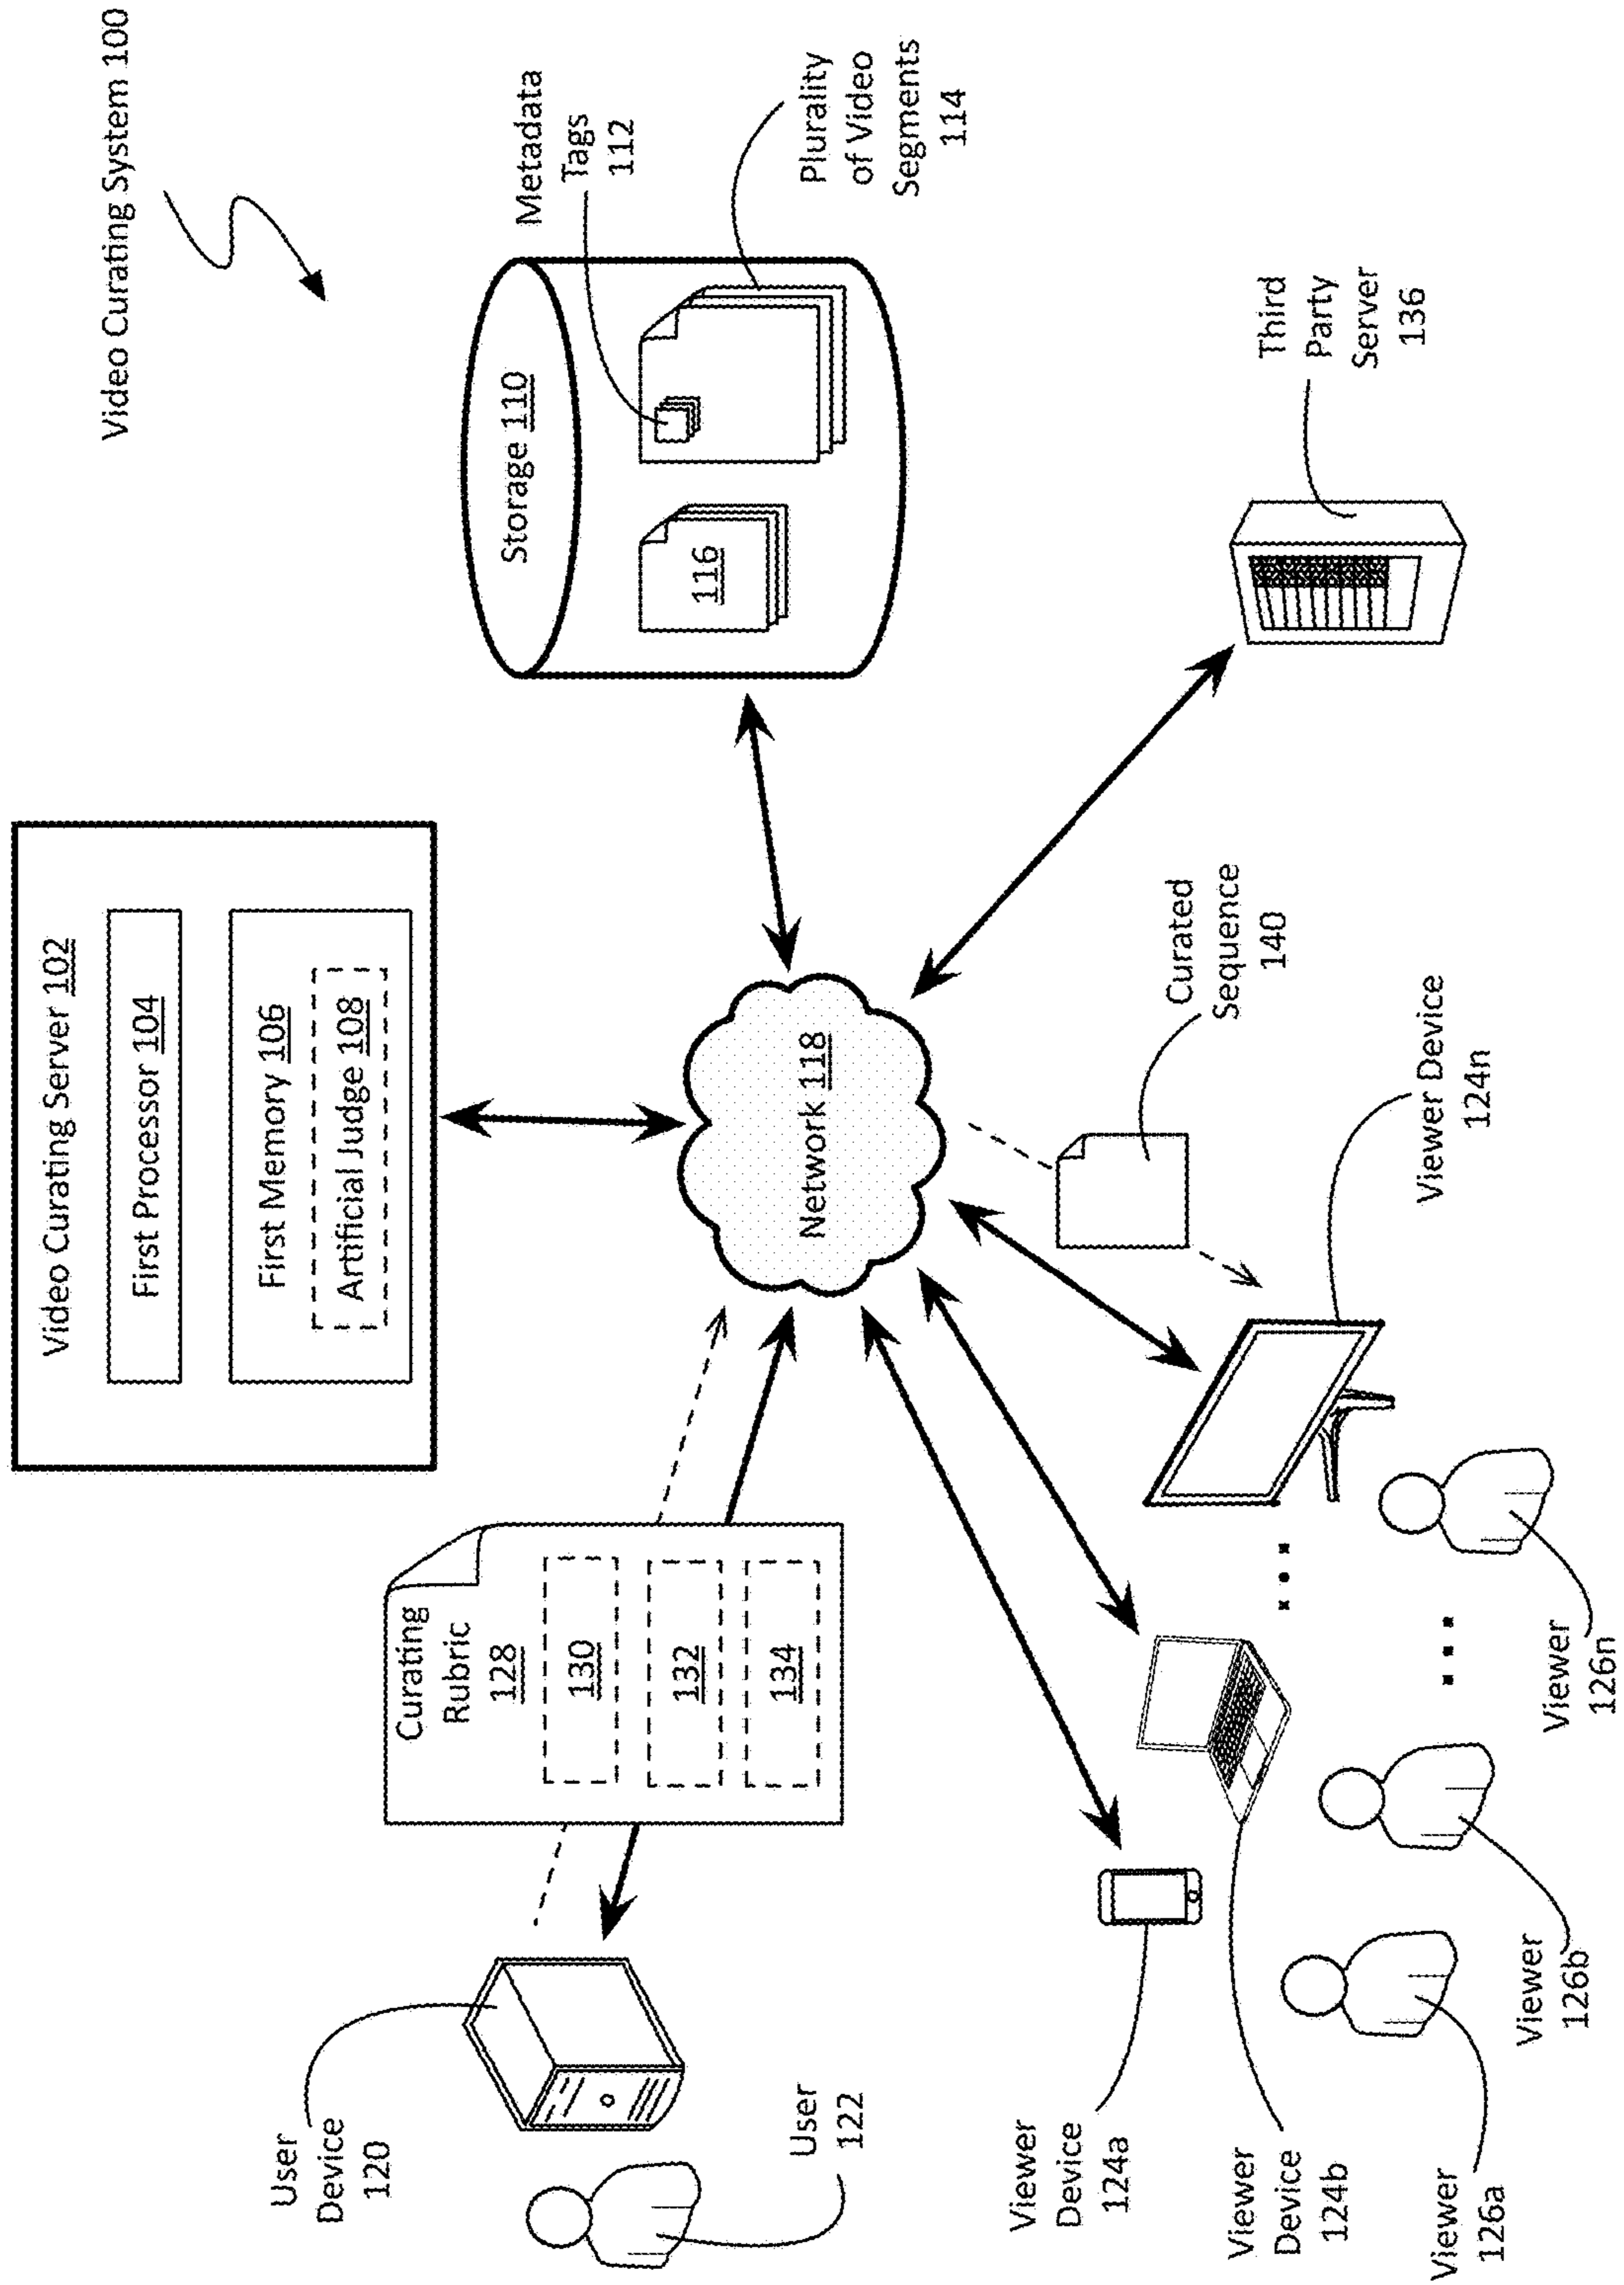 Video Curating System 100
Video Curating Server 102
First Processor 104
First Memory 106
Artificial Judge 108
User
Device
120
User
122
Curating
Rubric
128
130
132
134
Storage 110
116
Metadata
Tags
112
Plurality
of Video
Segments
114
Network 118
Third
Party
Server
136
Curated
Sequence
140
Viewer
Device
124a
Viewer
Device
124b
Viewer Device
124n
Viewer
126a
Viewer
126b
Viewer
126n